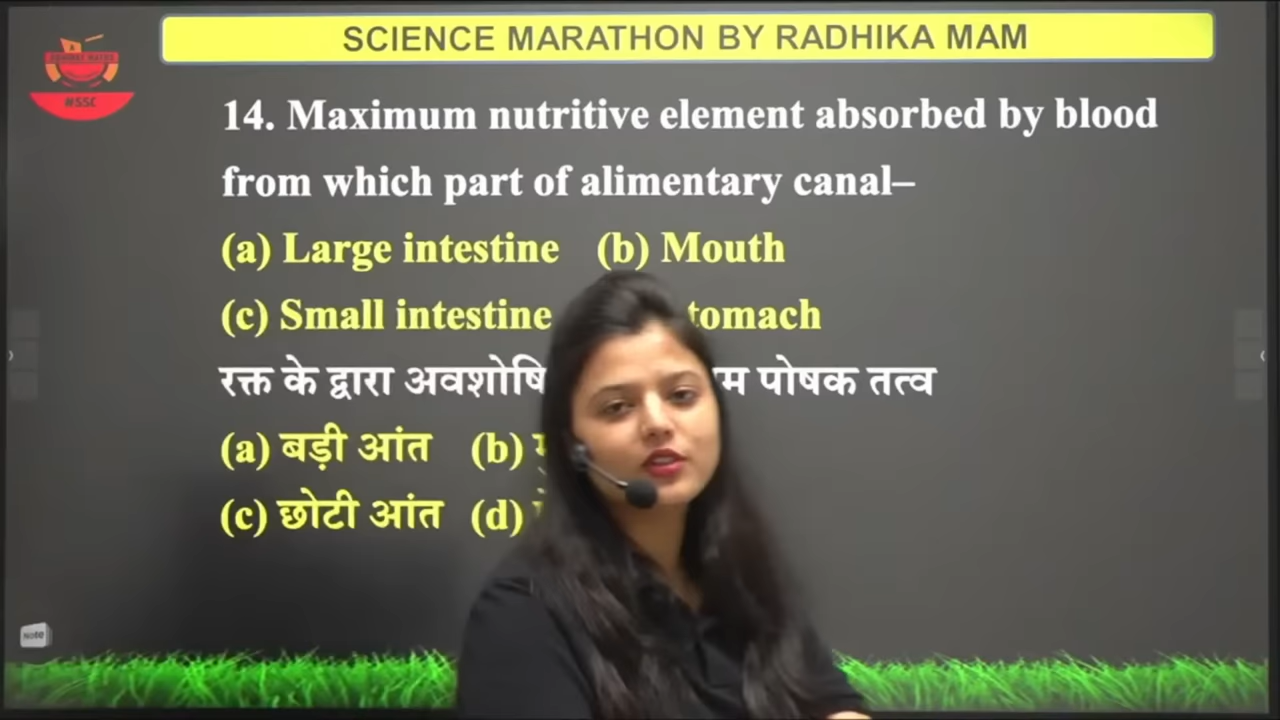 SCIENCE MARATHON BY RADHIKA MAM
#SSC
14. Maximum nutritive element absorbed by blood
from which part of alimentary canal–
(a) Large intestine (b) Mouth
(c) Small intestine
रक्त के द्वारा पोषक तत्व
(a) बड़ी आंत (b)
(c) छोटी आंत (d)
Note